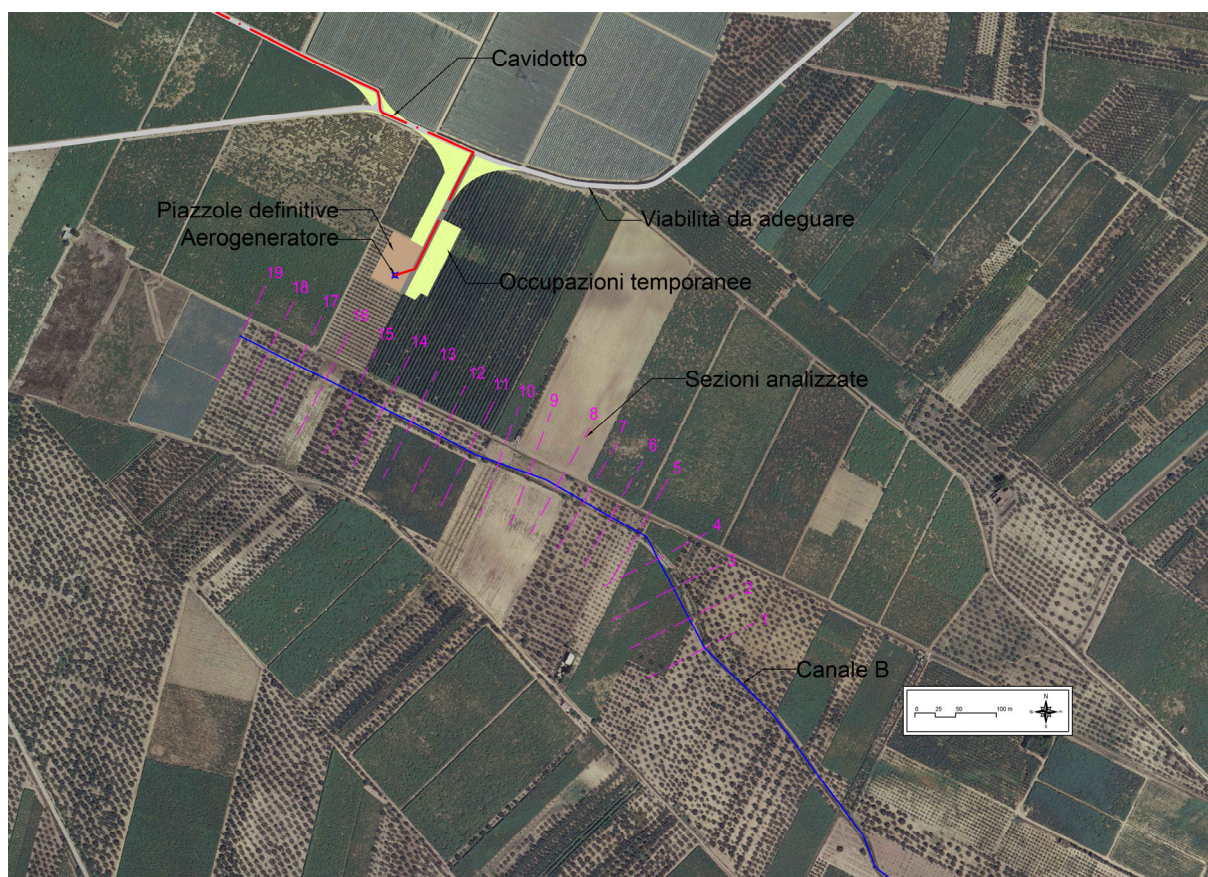 Cavidotto
Piazzole definitive
Aerogeneratore
Viabilità da adeguare
Occupazioni temporanee
19
18
17
16
15
14
13
12
11
10
9
8
7
6
5
4
3
2
1
Sezioni analizzate
Canale B
0 25 50 100 m
N